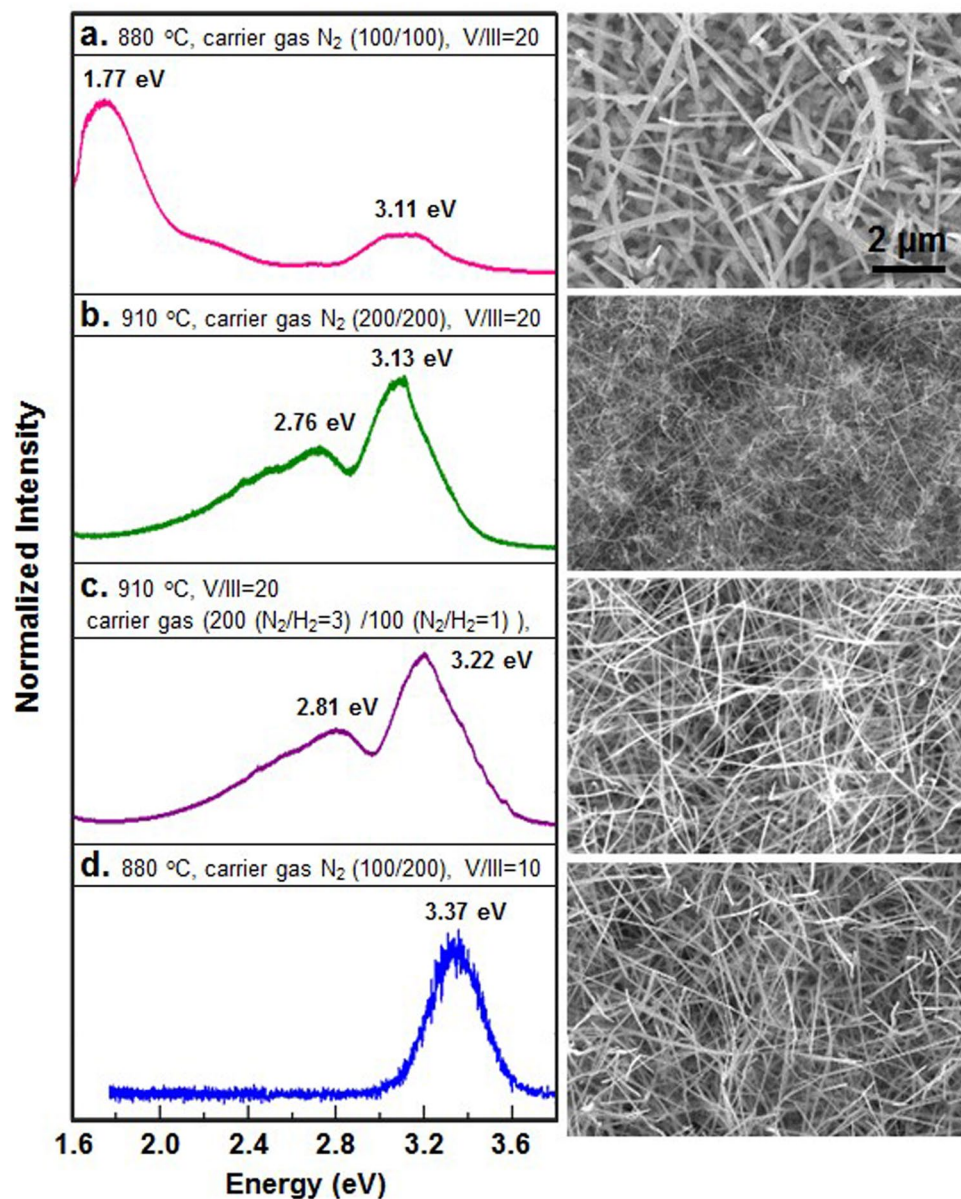 a. 880 °C, carrier gas N₂ (100/100), V/III=20
1.77 eV
3.11 eV
2 µm
b. 910 °C, carrier gas N₂ (200/200), V/III=20
3.13 eV
2.76 eV
c. 910 °C, V/III=20
carrier gas (200 (N₂/H₂=3) /100 (N₂/H₂=1) ),
3.22 eV
2.81 eV
d. 880 °C, carrier gas N₂ (100/200), V/III=10
3.37 eV
Normalized Intensity
1.6 2.0 2.4 2.8 3.2 3.6
Energy (eV)